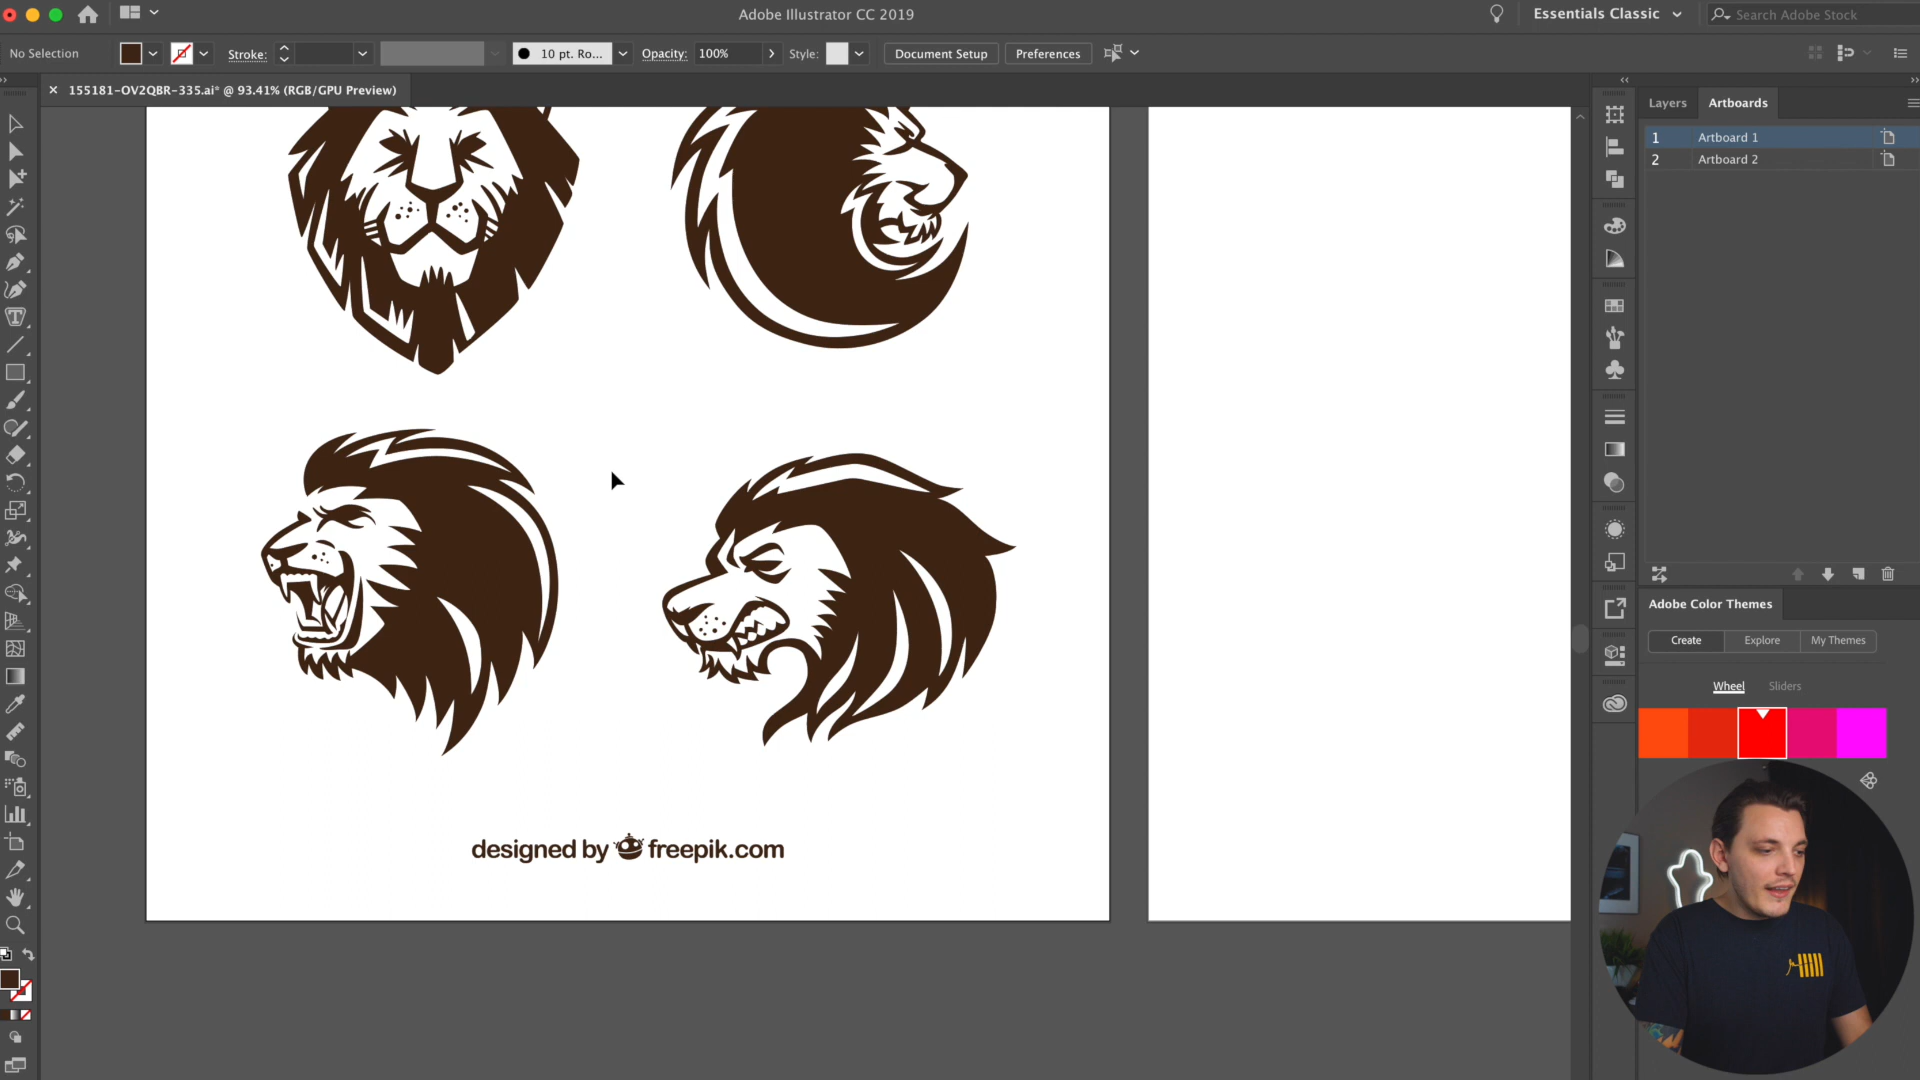 Adobe Illustrator CC 2019
Essentials Classic
Search Adobe Stock
No Selection
Stroke:
10 pt. Ro...
Opacity:
100%
Style:
Document Setup
Preferences
155181-OV2QBR-335.ai* @ 93.41% (RGB/GPU Preview)
Layers
Artboards
1 Artboard 1
2 Artboard 2
Adobe Color Themes
Create
Explore
My Themes
Wheel
Sliders
designed by freepik.com